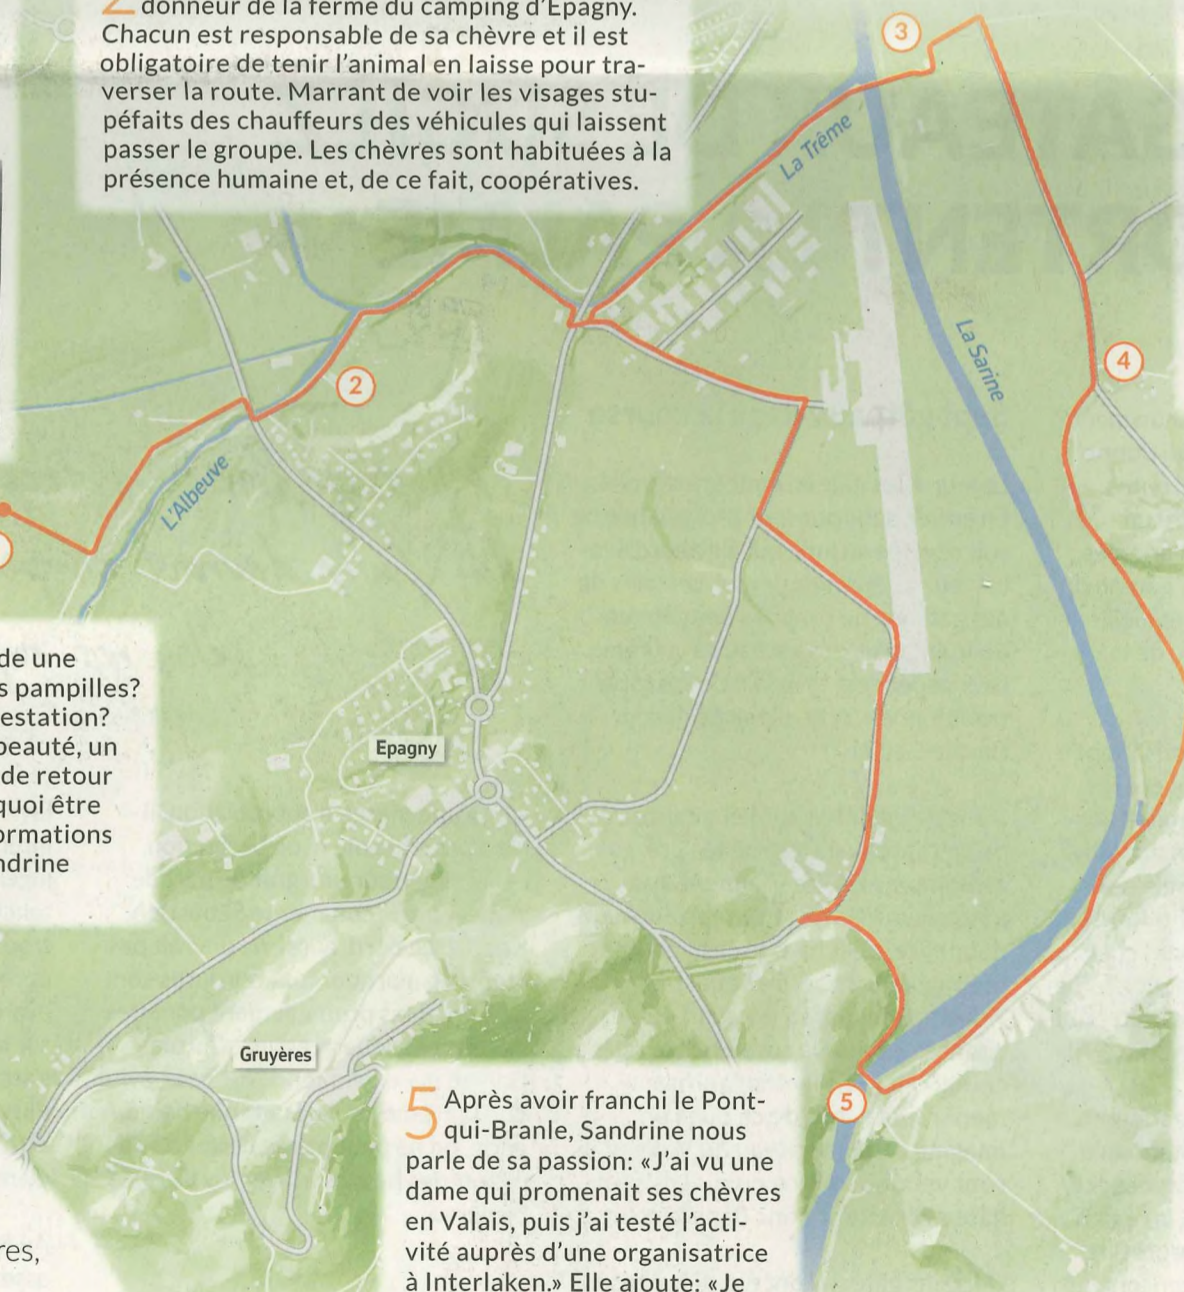 2 donneur de la ferme du camping d'Epagny.
Chacun est responsable de sa chèvre et il est
obligatoire de tenir l'animal en laisse pour tra-
verser la route. Marrant de voir les visages stu-
péfaits des chauffeurs des véhicules qui laissent
passer le groupe. Les chèvres sont habituées à la
présence humaine et, de ce fait, coopératives.
3
La Trême
La Sarine
4
2
L'Albeuve
de une
s pampilles?
estation?
beauté, un
de retour
quoi être
ormations
ndrine
Epagny
Gruyères
5
5 Après avoir franchi le Pont-
qui-Branle, Sandrine nous
parle de sa passion: «J'ai vu une
dame qui promenait ses chèvres
en Valais, puis j'ai testé l'acti-
vité auprès d'une organisatrice
à Interlaken.» Elle ajoute: «Je
res,